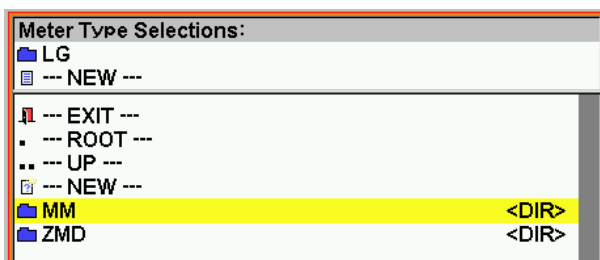 Meter Type Selections:
LG
--- NEW ---
--- EXIT ---
--- ROOT ---
--- UP ---
--- NEW ---
MM <DIR>
ZMD <DIR>